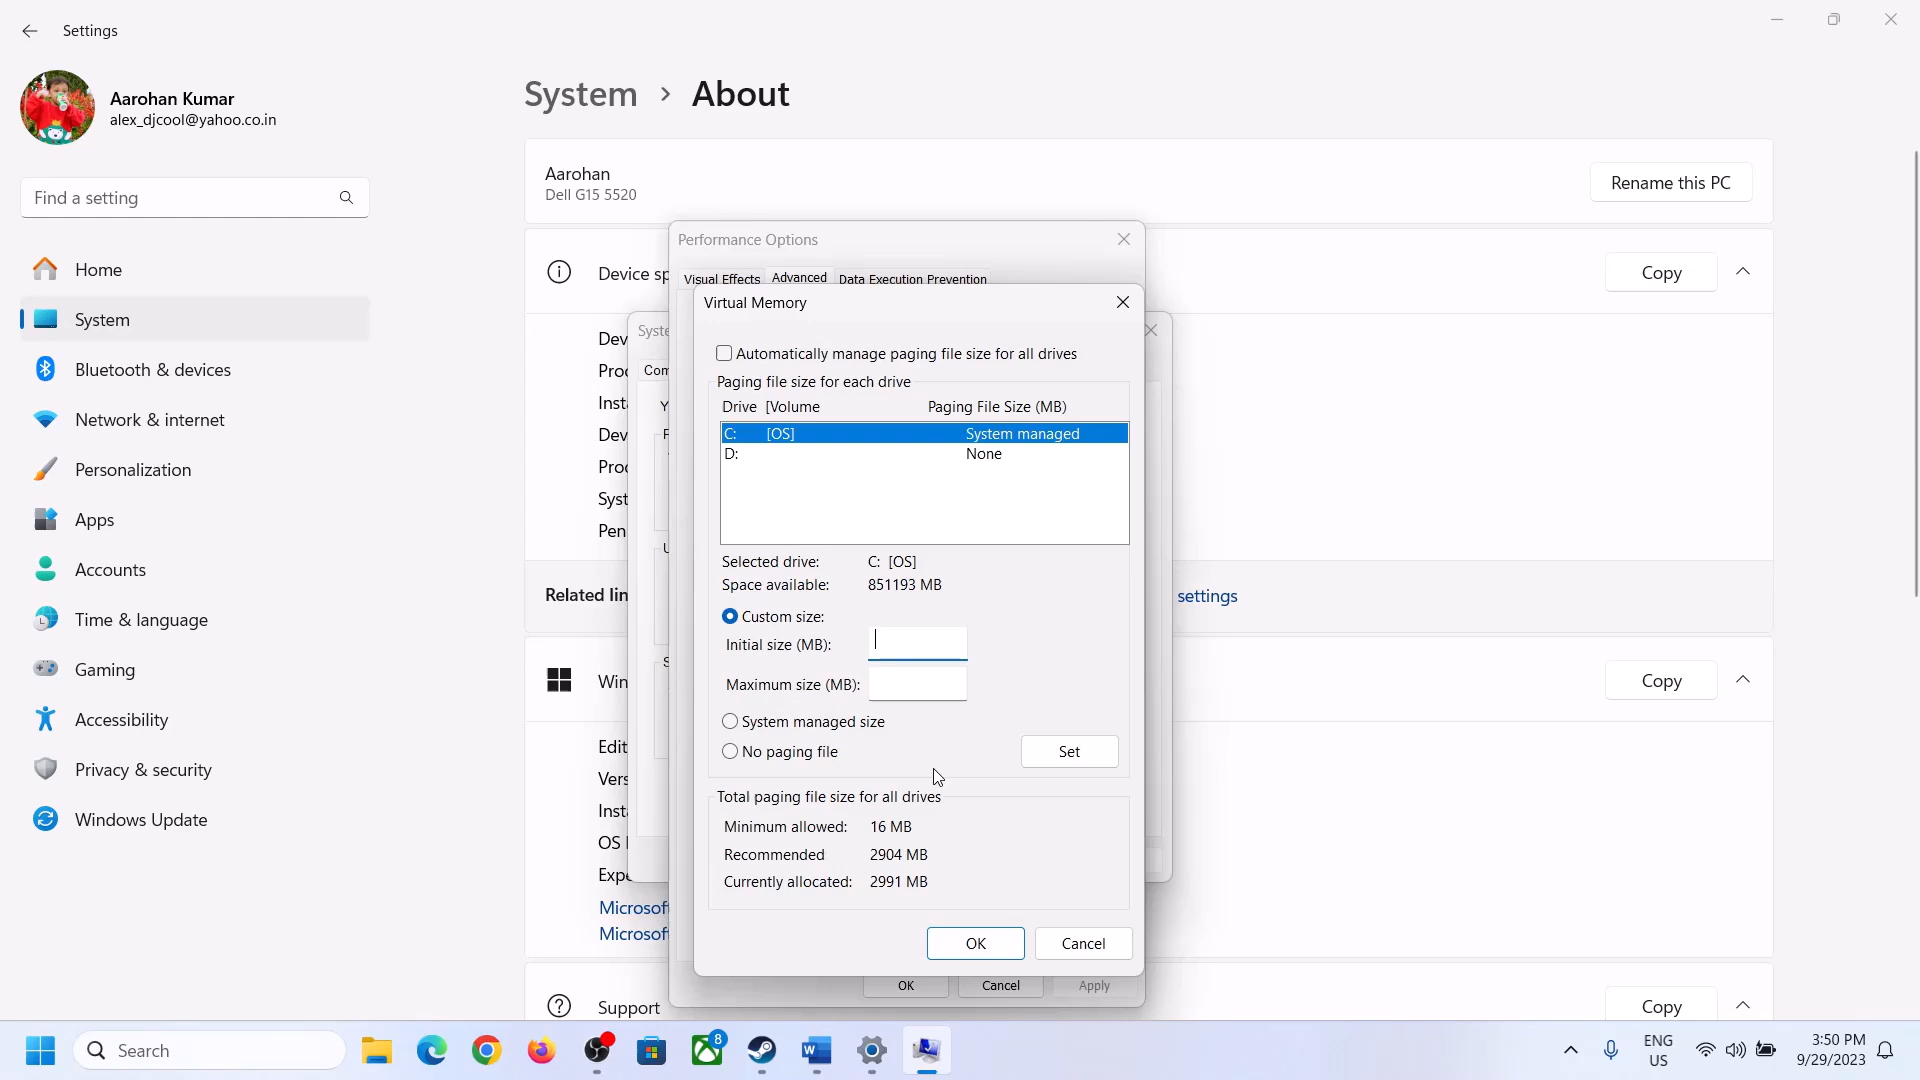 Settings
Aarohan Kumar
alex_djcool@yahoo.co.in
Find a setting
Home
System
Bluetooth & devices
Network & internet
Personalization
Apps
Accounts
Time & language
Gaming
Accessibility
Privacy & security
Windows Update
System > About
Aarohan
Dell G15 5520
Rename this PC
Device sp
Copy
Dev
Proc
Insta
Dev
Proc
Syst
Pen
Related lin
settings
Win
Copy
Edit
Vers
Insta
OS
Expe
Microsof
Microsof
Support
Copy
Syste
Com
Performance Options
Visual Effects Advanced Data Execution Prevention
Virtual Memory
Automatically manage paging file size for all drives
Paging file size for each drive
Drive [Volume Paging File Size (MB)
C: [OS] System managed
D: None
Selected drive: C: [OS]
Space available: 851193 MB
Custom size:
Initial size (MB):
Maximum size (MB):
System managed size
No paging file
Set
Total paging file size for all drives
Minimum allowed: 16 MB
Recommended 2904 MB
Currently allocated: 2991 MB
OK Cancel
OK Cancel Apply
Search
8
ENG
US
3:50 PM
9/29/2023